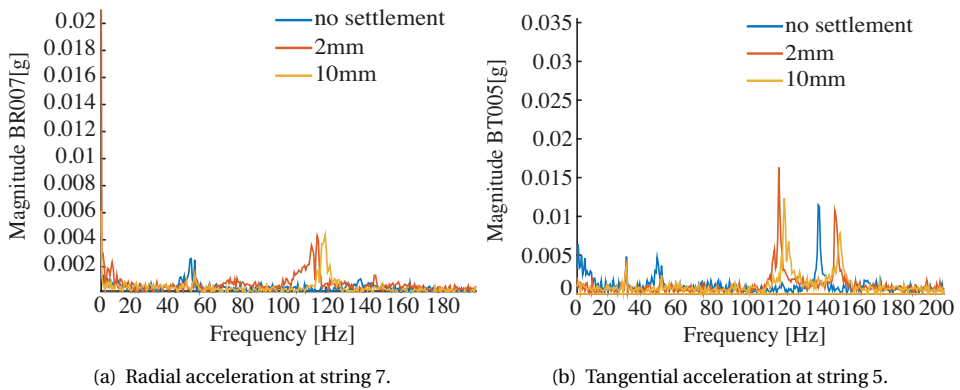 no settlement
2mm
10mm
Magnitude BR007[g]
0.02
0.018
0.016
0.014
0.012
0.01
0.008
0.006
0.004
0.002
0 20 40 60 80 100 120 140 160 180
Frequency [Hz]
(a) Radial acceleration at string 7.
no settlement
2mm
10mm
Magnitude BT005[g]
0.035
0.03
0.025
0.02
0.015
0.01
0.005
0
0 20 40 60 80 100 120 140 160 180 200
Frequency [Hz]
(b) Tangential acceleration at string 5.